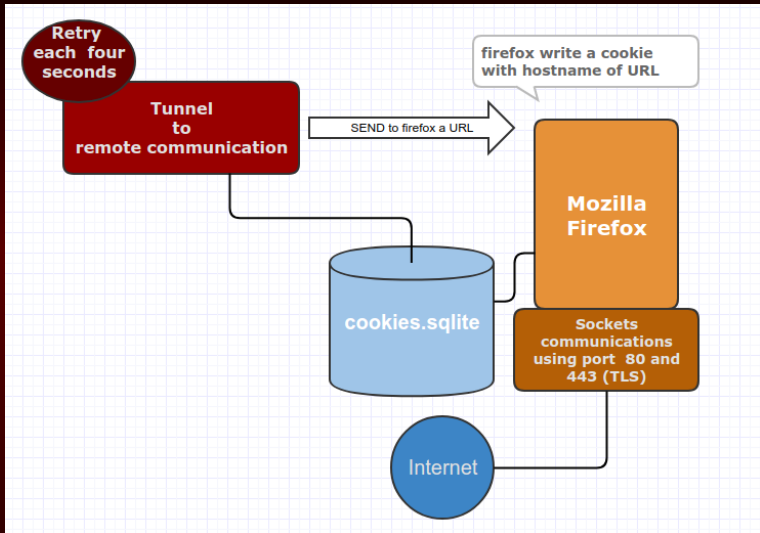 Retry
each four
seconds
Tunnel
to
remote communication
SEND to firefox a URL
firefox write a cookie
with hostname of URL
Mozilla
Firefox
cookies.sqlite
Sockets
communications
using port 80 and
443 (TLS)
Internet